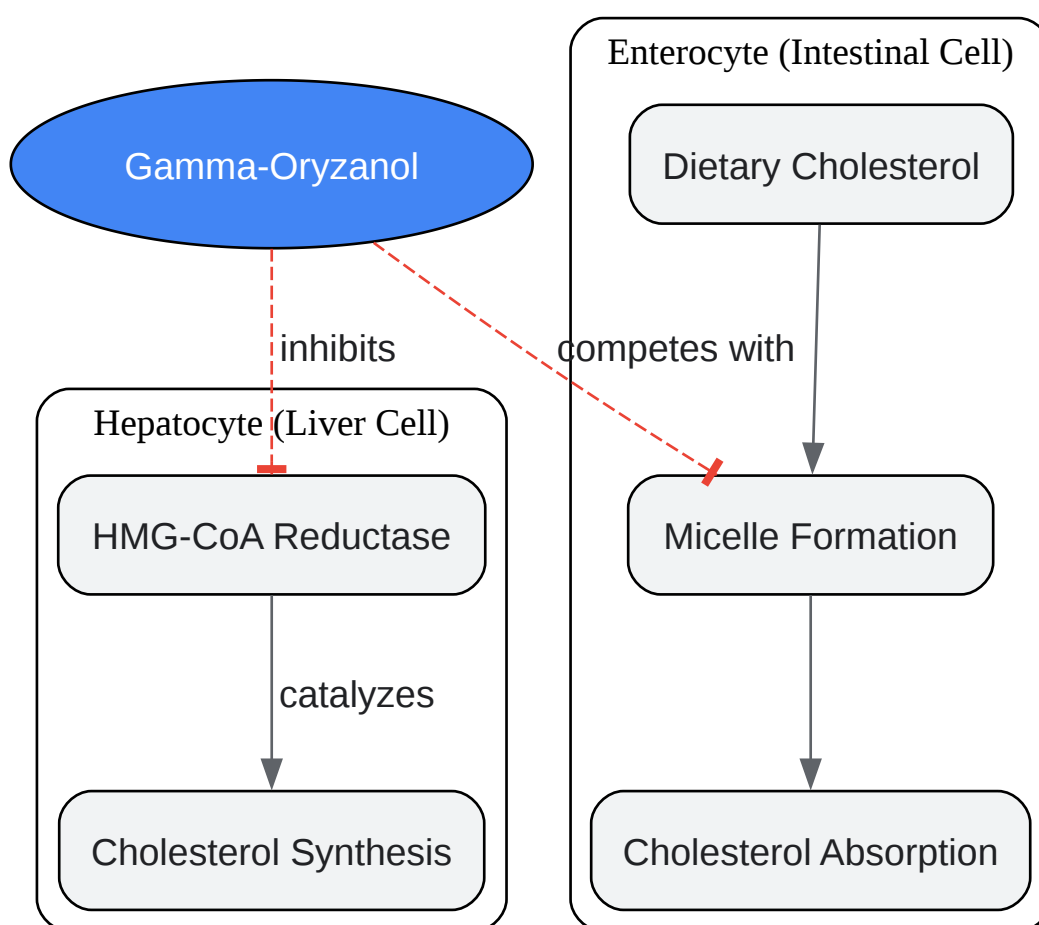 Enterocyte (Intestinal Cell)
Gamma-Oryzanol
Dietary Cholesterol
inhibits
competes with
Hepatocyte (Liver Cell)
HMG-CoA Reductase
Micelle Formation
catalyzes
Cholesterol Synthesis
Cholesterol Absorption